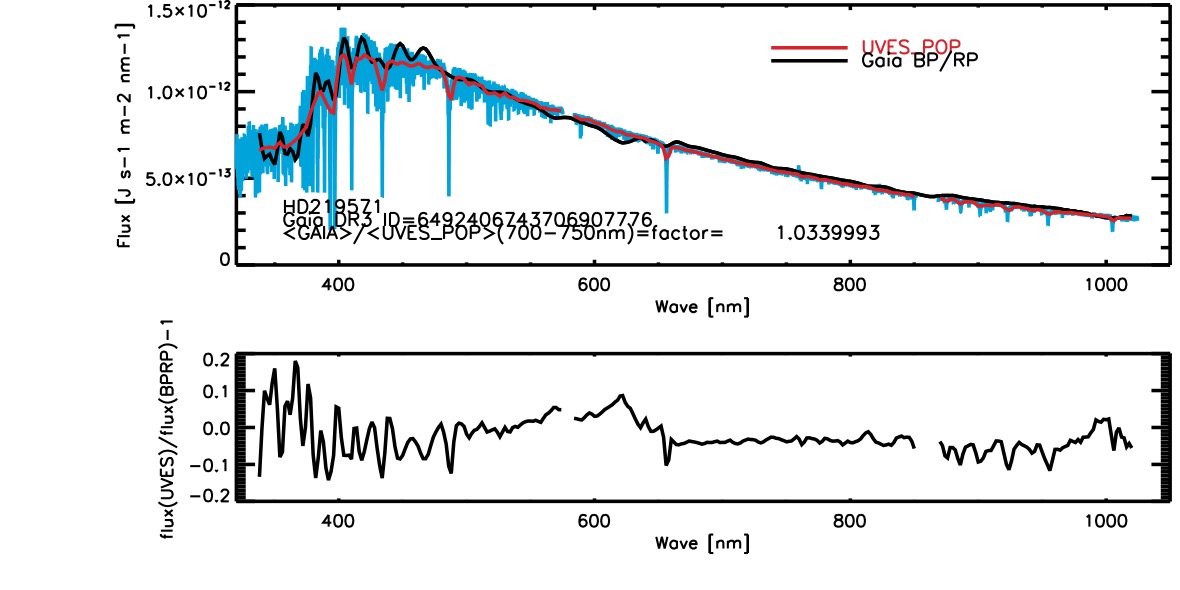 1.5×10−12
1.0×10−12
5.0×10−13
0
Flux [J s−1 m−2 nm−1]
UVES_POP
Gaia BP/RP
HD219571
Gaia DR3 ID=6492406743706907776
<GAIA>/<UVES_POP>(700−750nm)=factor= 1.0339993
400 600 800 1000
Wave [nm]
flux(UVES)/flux(BPRP)−1
0.2
0.1
0.0
−0.1
−0.2
400 600 800 1000
Wave [nm]